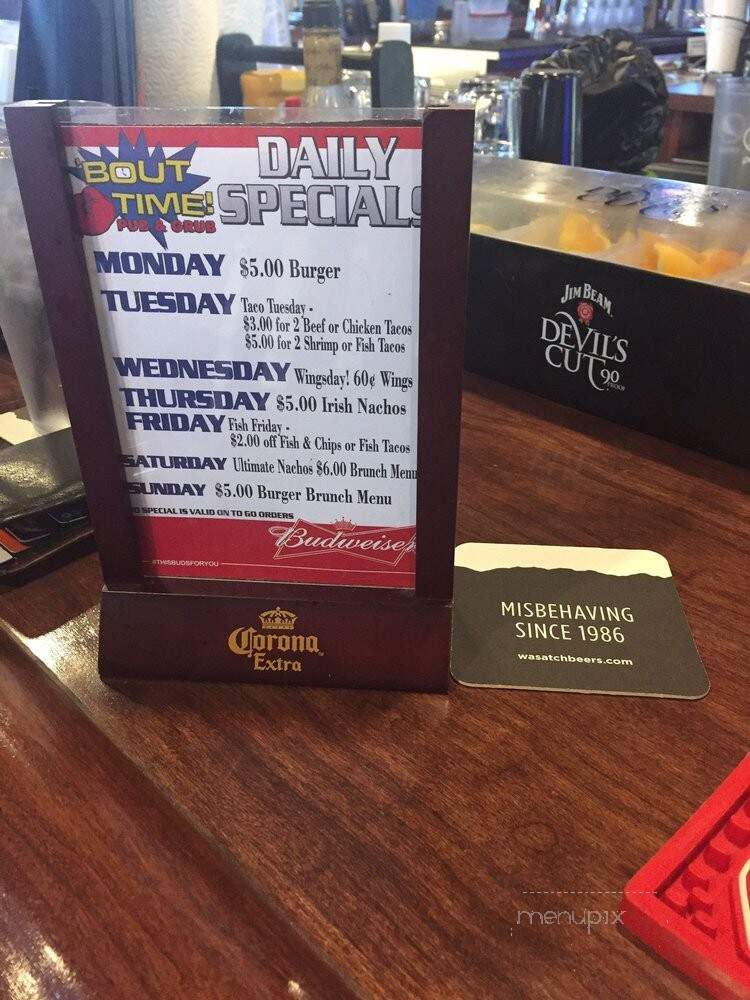 'BOUT
TIME!
PUB & GRUB
DAILY
SPECIALS
MONDAY $5.00 Burger
TUESDAY Taco Tuesday -
$3.00 for 2 Beef or Chicken Tacos
$5.00 for 2 Shrimp or Fish Tacos
WEDNESDAY Wingsday! 60¢ Wings
THURSDAY $5.00 Irish Nachos
FRIDAY Fish Friday -
$2.00 off Fish & Chips or Fish Tacos
SATURDAY Ultimate Nachos $6.00 Brunch Menu
SUNDAY $5.00 Burger Brunch Menu
NO SPECIAL IS VALID ON TO GO ORDERS
Budweiser
#THISBUDSFORYOU
Corona
Extra
JIM BEAM
DEVIL'S
CUT 90
PROOF
MISBEHAVING
SINCE 1986
wasatchbeers.com
menupix